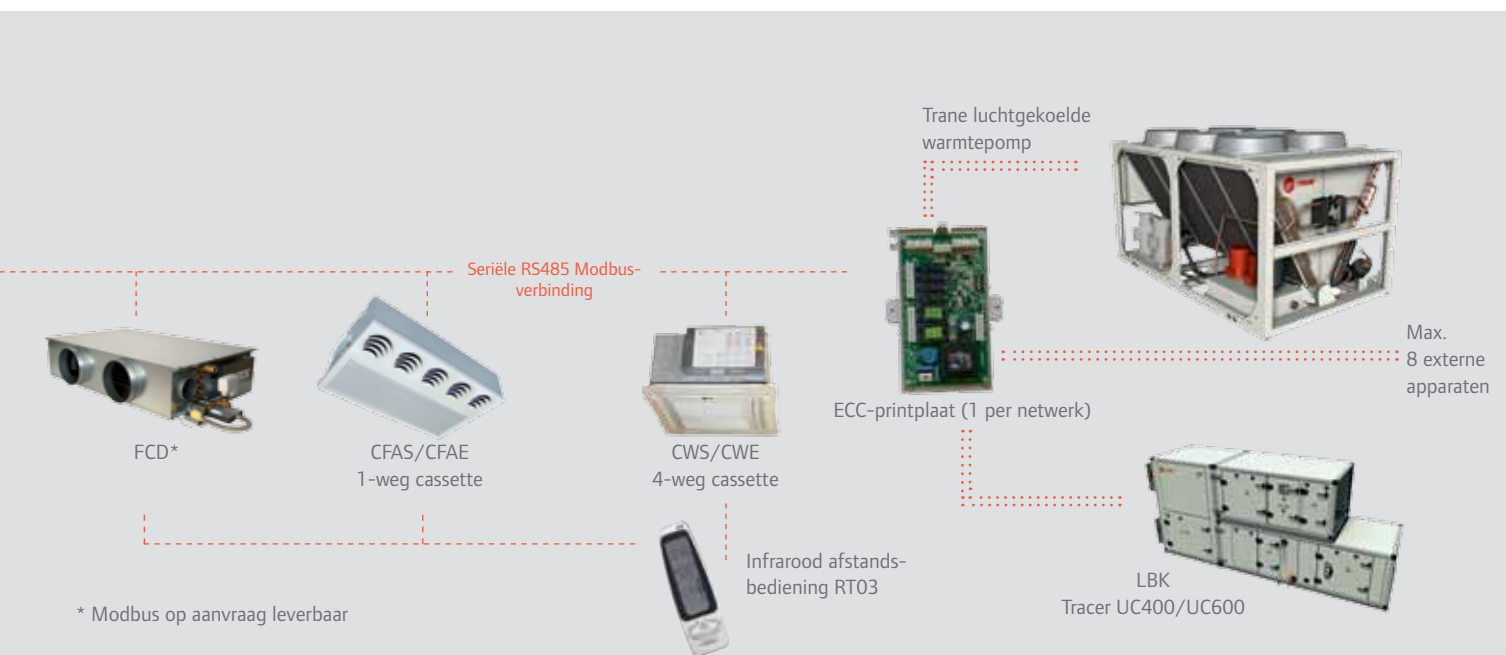 Trane luchtgekoelde
warmtepomp
Seriële RS485 Modbus-
verbinding
Max.
8 externe
apparaten
ECC-printplaat (1 per netwerk)
FCD*
CFAS/CFAE
1-weg cassette
CWS/CWE
4-weg cassette
Infrarood afstands-
bediening RT03
LBK
Tracer UC400/UC600
* Modbus op aanvraag leverbaar